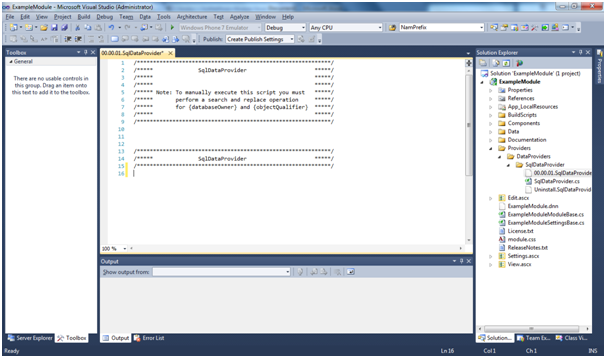 ExampleModule - Microsoft Visual Studio (Administrator)
File Edit View Project Build Debug Team Data Tools Architecture Test Analyze Window Help
Debug Any CPU NamPrefix
Windows Phone 7 Emulator Publish: Create Publish Settings
Toolbox
General
There are no usable controls in
this group. Drag an item onto
this text to add it to the toolbox.
00.00.01.SqlDataProvider*
1 /************************************************************/
2 /***** SqlDataProvider *****/
3 /***** *****/
4 /***** *****/
5 /***** Note: To manually execute this script you must *****/
6 /***** perform a search and replace operation *****/
7 /***** for {databaseOwner} and {objectQualifier} *****/
8 /***** *****/
9 /************************************************************/
10
11
12
13 /************************************************************/
14 /***** SqlDataProvider *****/
15 /************************************************************/
16
100 %
Output
Show output from:
Solution Explorer
Solution 'ExampleModule' (1 project)
ExampleModule
Properties
References
App_LocalResources
BuildScripts
Components
Data
Documentation
Providers
DataProviders
SqlDataProvider
00.00.01.SqlDataProvide
SqlDataProvider.cs
Uninstall.SqlDataProvid
Edit.ascx
ExampleModule.dnn
ExampleModuleModuleBase.cs
ExampleModuleSettingsBase.cs
License.txt
module.css
ReleaseNotes.txt
Settings.ascx
View.ascx
Properties
Server Explorer Toolbox Output Error List Solution... Team Ex... Class Vi...
Ready Ln 16 Col 1 Ch 1 INS